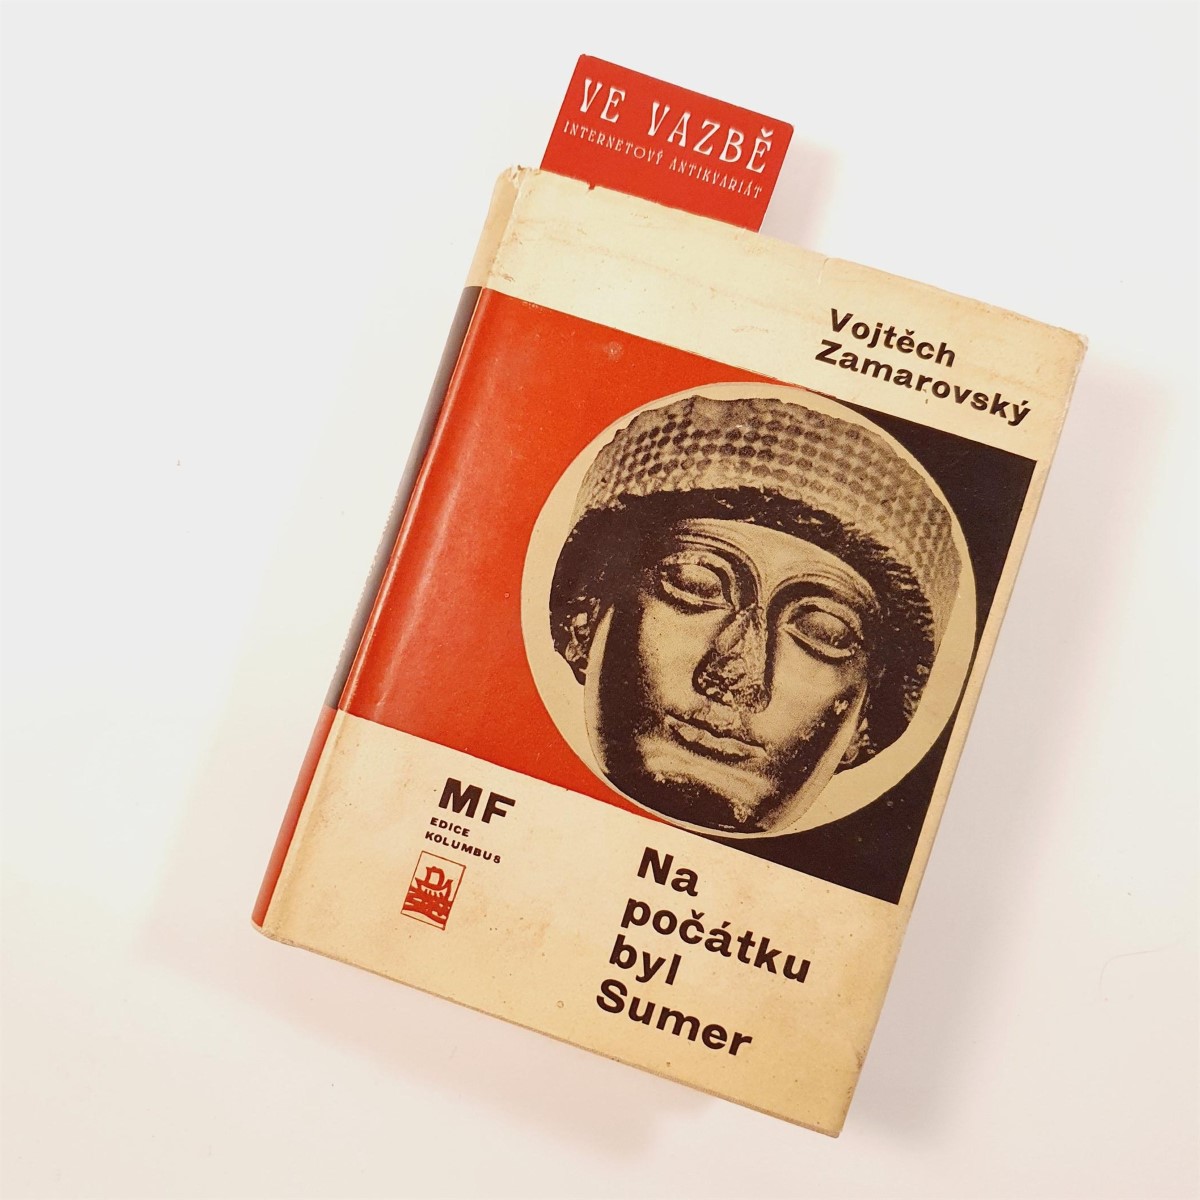 VE VAZBĚ
INTERNETOVÝ ANTIKVARIÁT
Vojtěch
Zamarovský
MF
EDICE
KOLUMBUS
Na
počátku
byl
Sumer